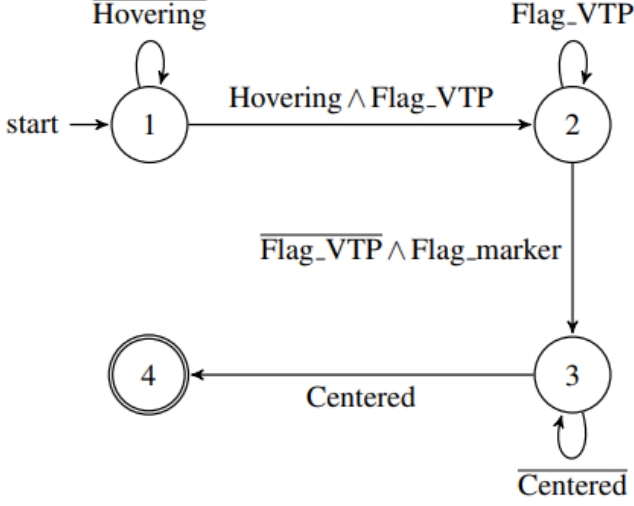 Hovering
Flag_VTP
start
1
Hovering ∧ Flag_VTP
2
Flag_VTP ∧ Flag_marker
4
Centered
3
Centered